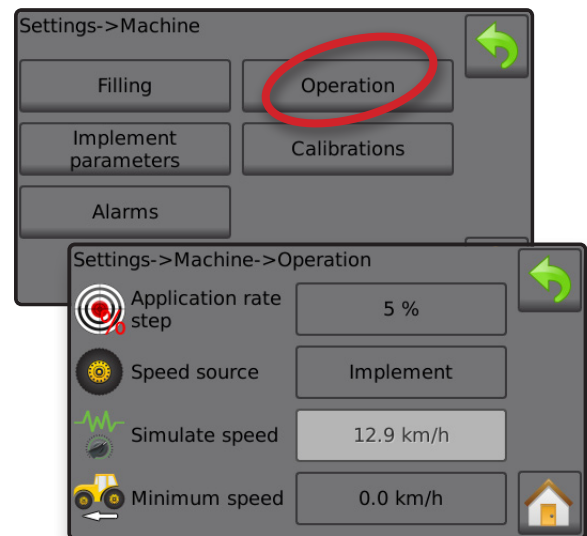 Settings->Machine
Filling
Operation
Implement
parameters
Calibrations
Alarms
Settings->Machine->Operation
Application rate
step
5 %
%
Speed source
Implement
Simulate speed
12.9 km/h
Minimum speed
0.0 km/h